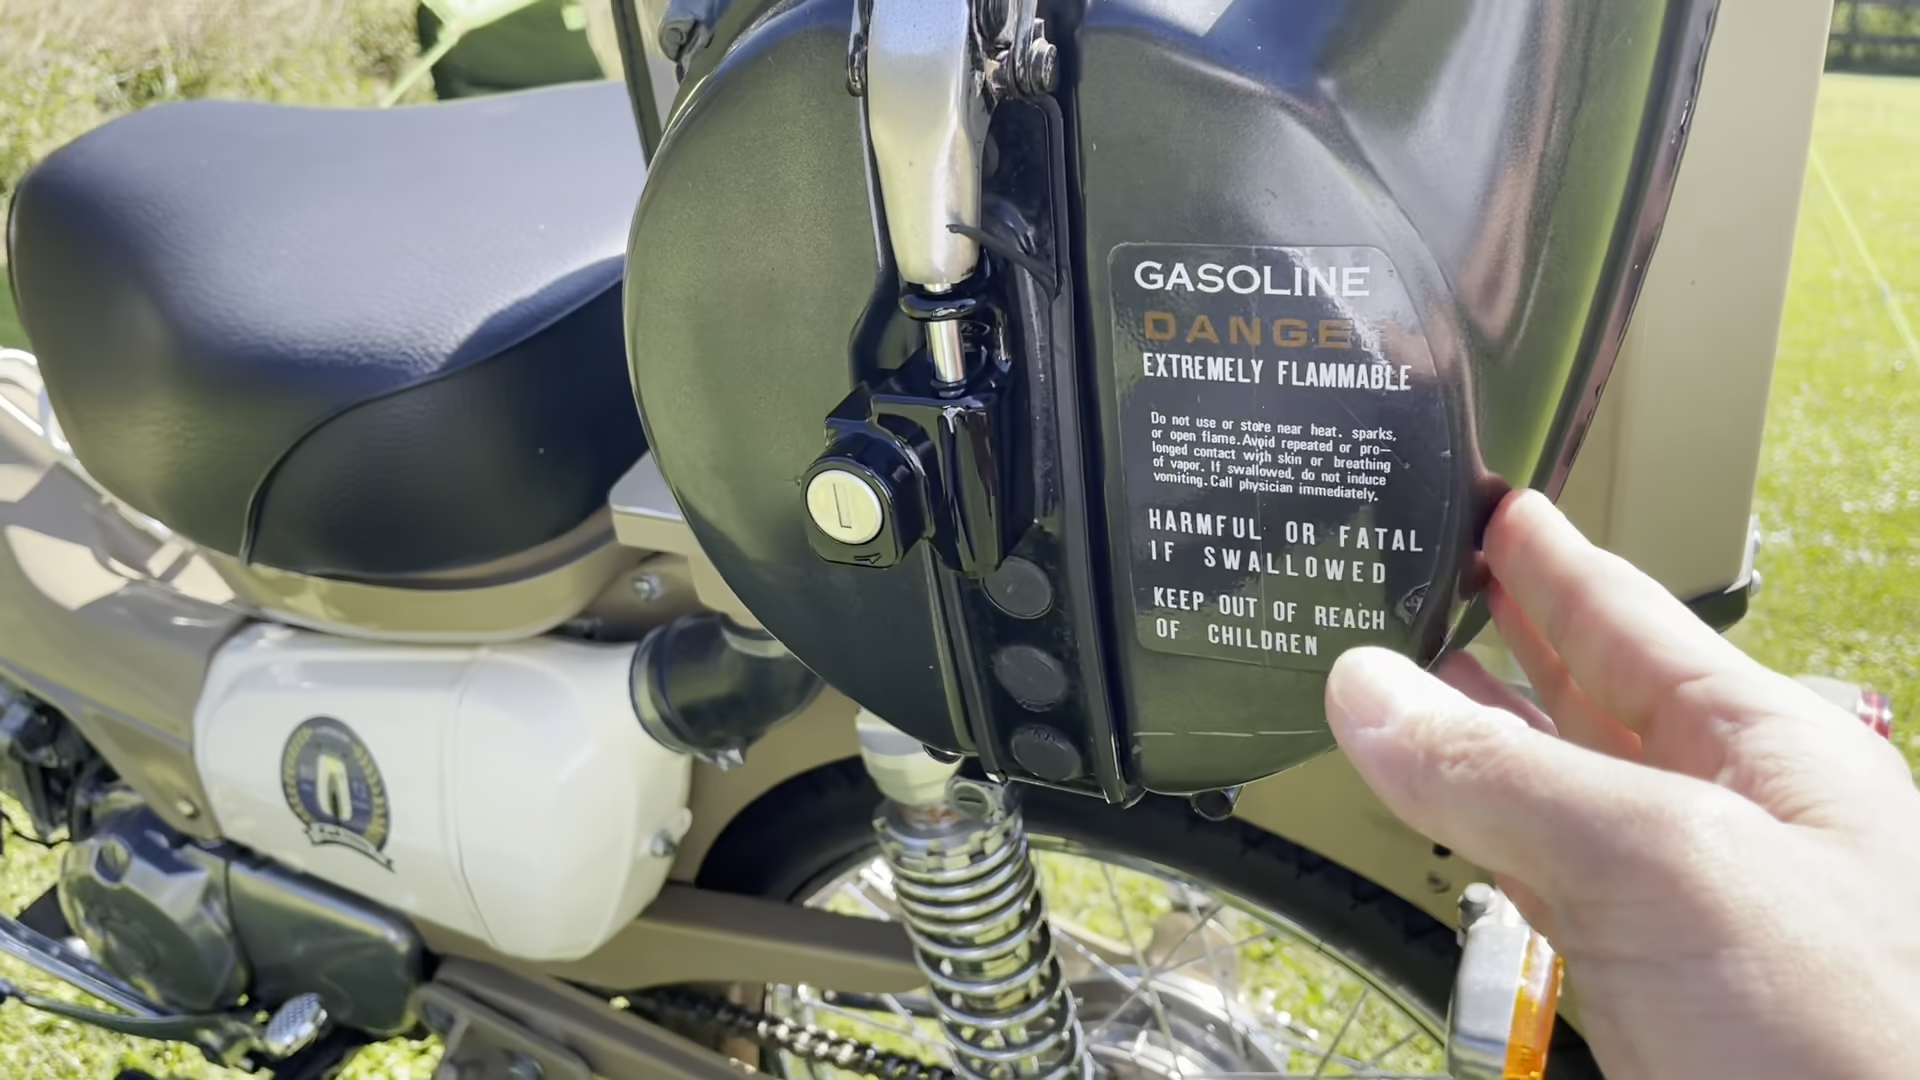 GASOLINE
DANGE
EXTREMELY FLAMMABLE
Do not use or store near heat. sparks,
or open flame. Avoid repeated or pro-
longed contact with skin or breathing
of vapor. If swallowed, do not induce
vomiting. Call physician immediately.
HARMFUL OR FATAL
IF SWALLOWED
KEEP OUT OF REACH
OF CHILDREN